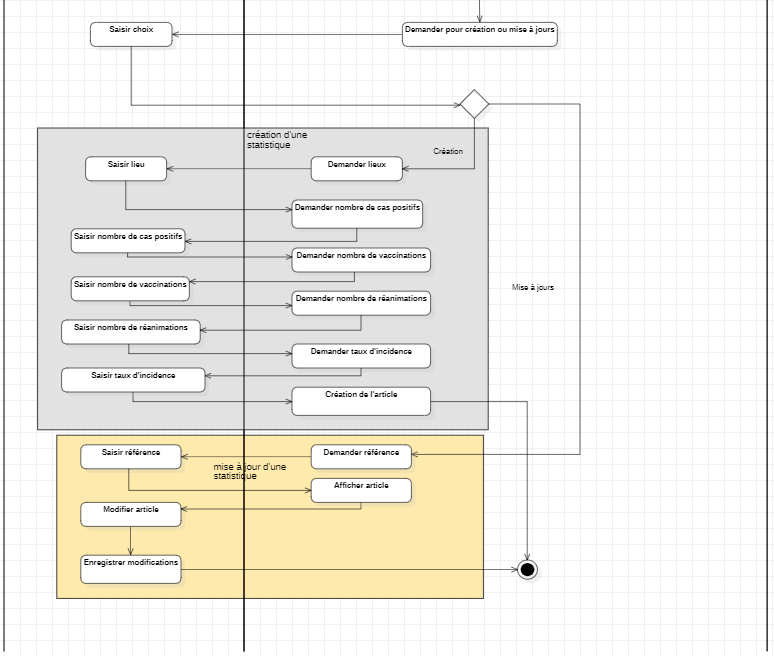 Saisir choix
Demander pour création ou mise à jours
création d'une
statistique
Création
Saisir lieu
Demander lieux
Demander nombre de cas positifs
Saisir nombre de cas positifs
Demander nombre de vaccinations
Saisir nombre de vaccinations
Mise à jours
Demander nombre de réanimations
Saisir nombre de réanimations
Demander taux d'incidence
Saisir taux d'incidence
Création de l'article
Saisir référence
Demander référence
mise à jour d'une
statistique
Afficher article
Modifier article
Enregistrer modifications